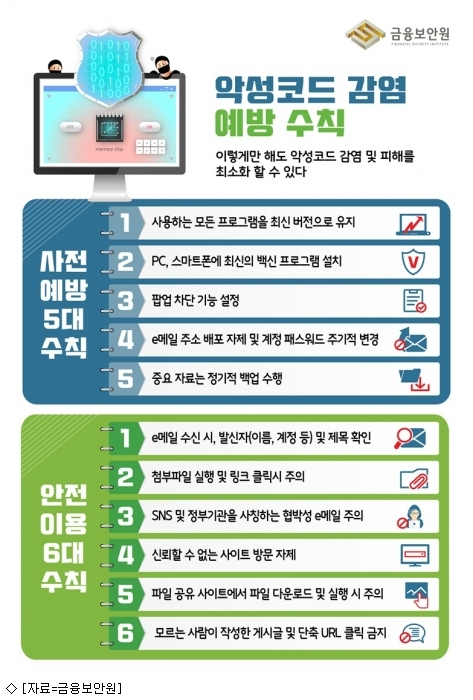 금융보안원
FINANCIAL SECURITY INSTITUTE
악성코드 감염
예방 수칙
이렇게만 해도 악성코드 감염 및 피해를
최소화 할 수 있다
OFF
ON
memory chip
사전
예방
5대
수칙
1 사용하는 모든 프로그램을 최신 버전으로 유지
2 PC, 스마트폰에 최신의 백신 프로그램 설치
3 팝업 차단 기능 설정
4 e메일 주소 배포 자제 및 계정 패스워드 주기적 변경
5 중요 자료는 정기적 백업 수행
안전
이용
6대
수칙
1 e메일 수신 시, 발신자(이름, 계정 등) 및 제목 확인
2 첨부파일 실행 및 링크 클릭시 주의
3 SNS 및 정부기관을 사칭하는 협박성 e메일 주의
4 신뢰할 수 없는 사이트 방문 자제
5 파일 공유 사이트에서 파일 다운로드 및 실행 시 주의
6 모르는 사람이 작성한 게시글 및 단축 URL 클릭 금지
◇ [자료=금융보안원]